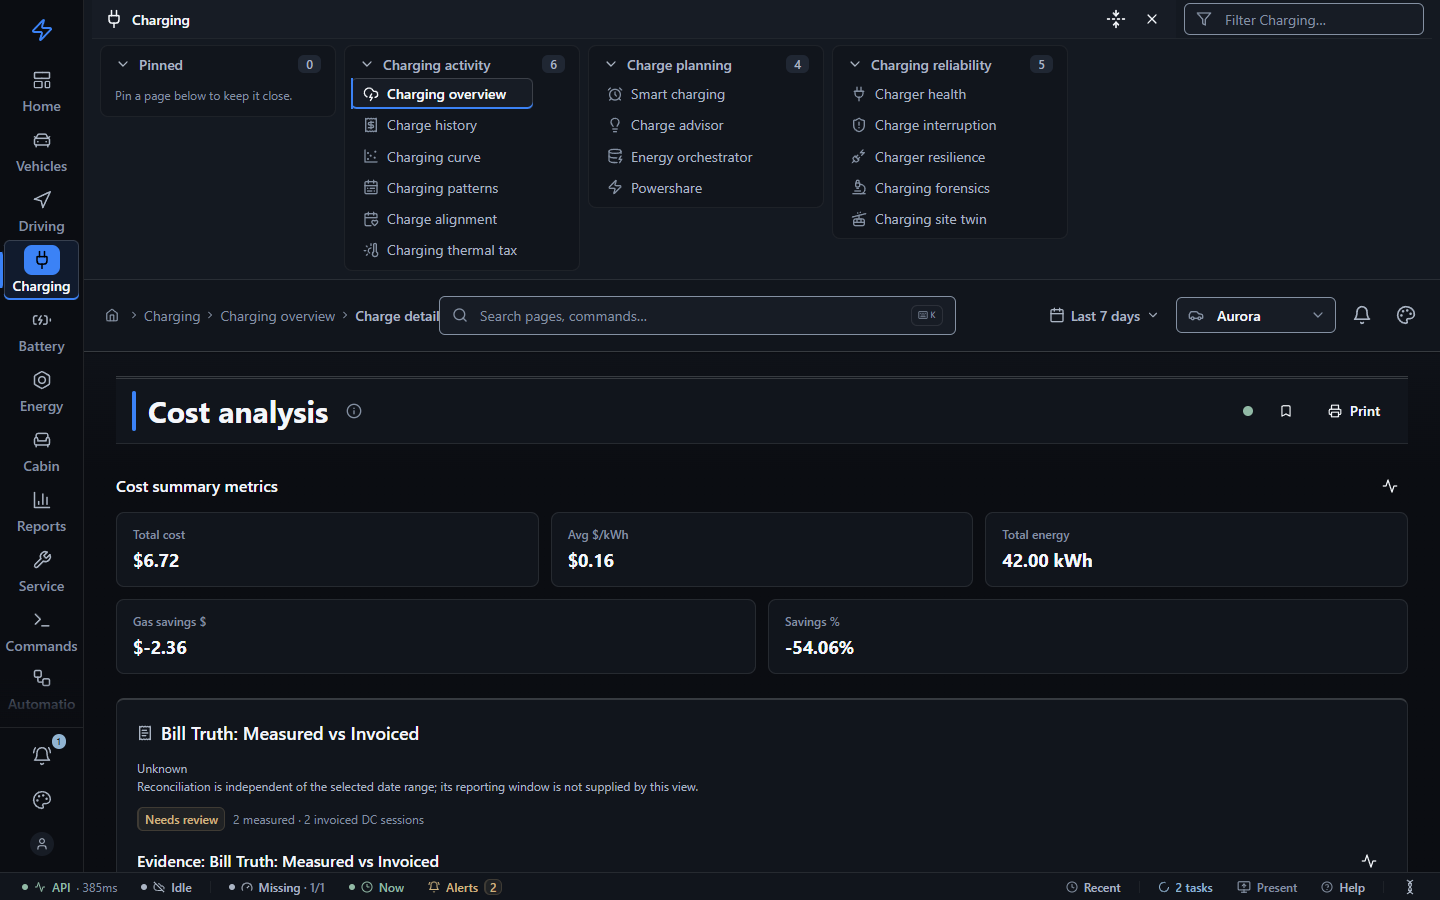 Charging
Filter Charging...
Home
Vehicles
Driving
Charging
Battery
Energy
Cabin
Reports
Service
Commands
Automatio
1
Pinned 0
Pin a page below to keep it close.
Charging activity 6
Charging overview
Charge history
Charging curve
Charging patterns
Charge alignment
Charging thermal tax
Charge planning 4
Smart charging
Charge advisor
Energy orchestrator
Powershare
Charging reliability 5
Charger health
Charge interruption
Charger resilience
Charging forensics
Charging site twin
Charging > Charging overview > Charge detail
Search pages, commands... K
Last 7 days
Aurora
Cost analysis
Print
Cost summary metrics
Total cost
$6.72
Avg $/kWh
$0.16
Total energy
42.00 kWh
Gas savings $
$-2.36
Savings %
-54.06%
Bill Truth: Measured vs Invoiced
Unknown
Reconciliation is independent of the selected date range; its reporting window is not supplied by this view.
Needs review 2 measured · 2 invoiced DC sessions
Evidence: Bill Truth: Measured vs Invoiced
API · 385ms Idle Missing · 1/1 Now Alerts 2 Recent 2 tasks Present Help